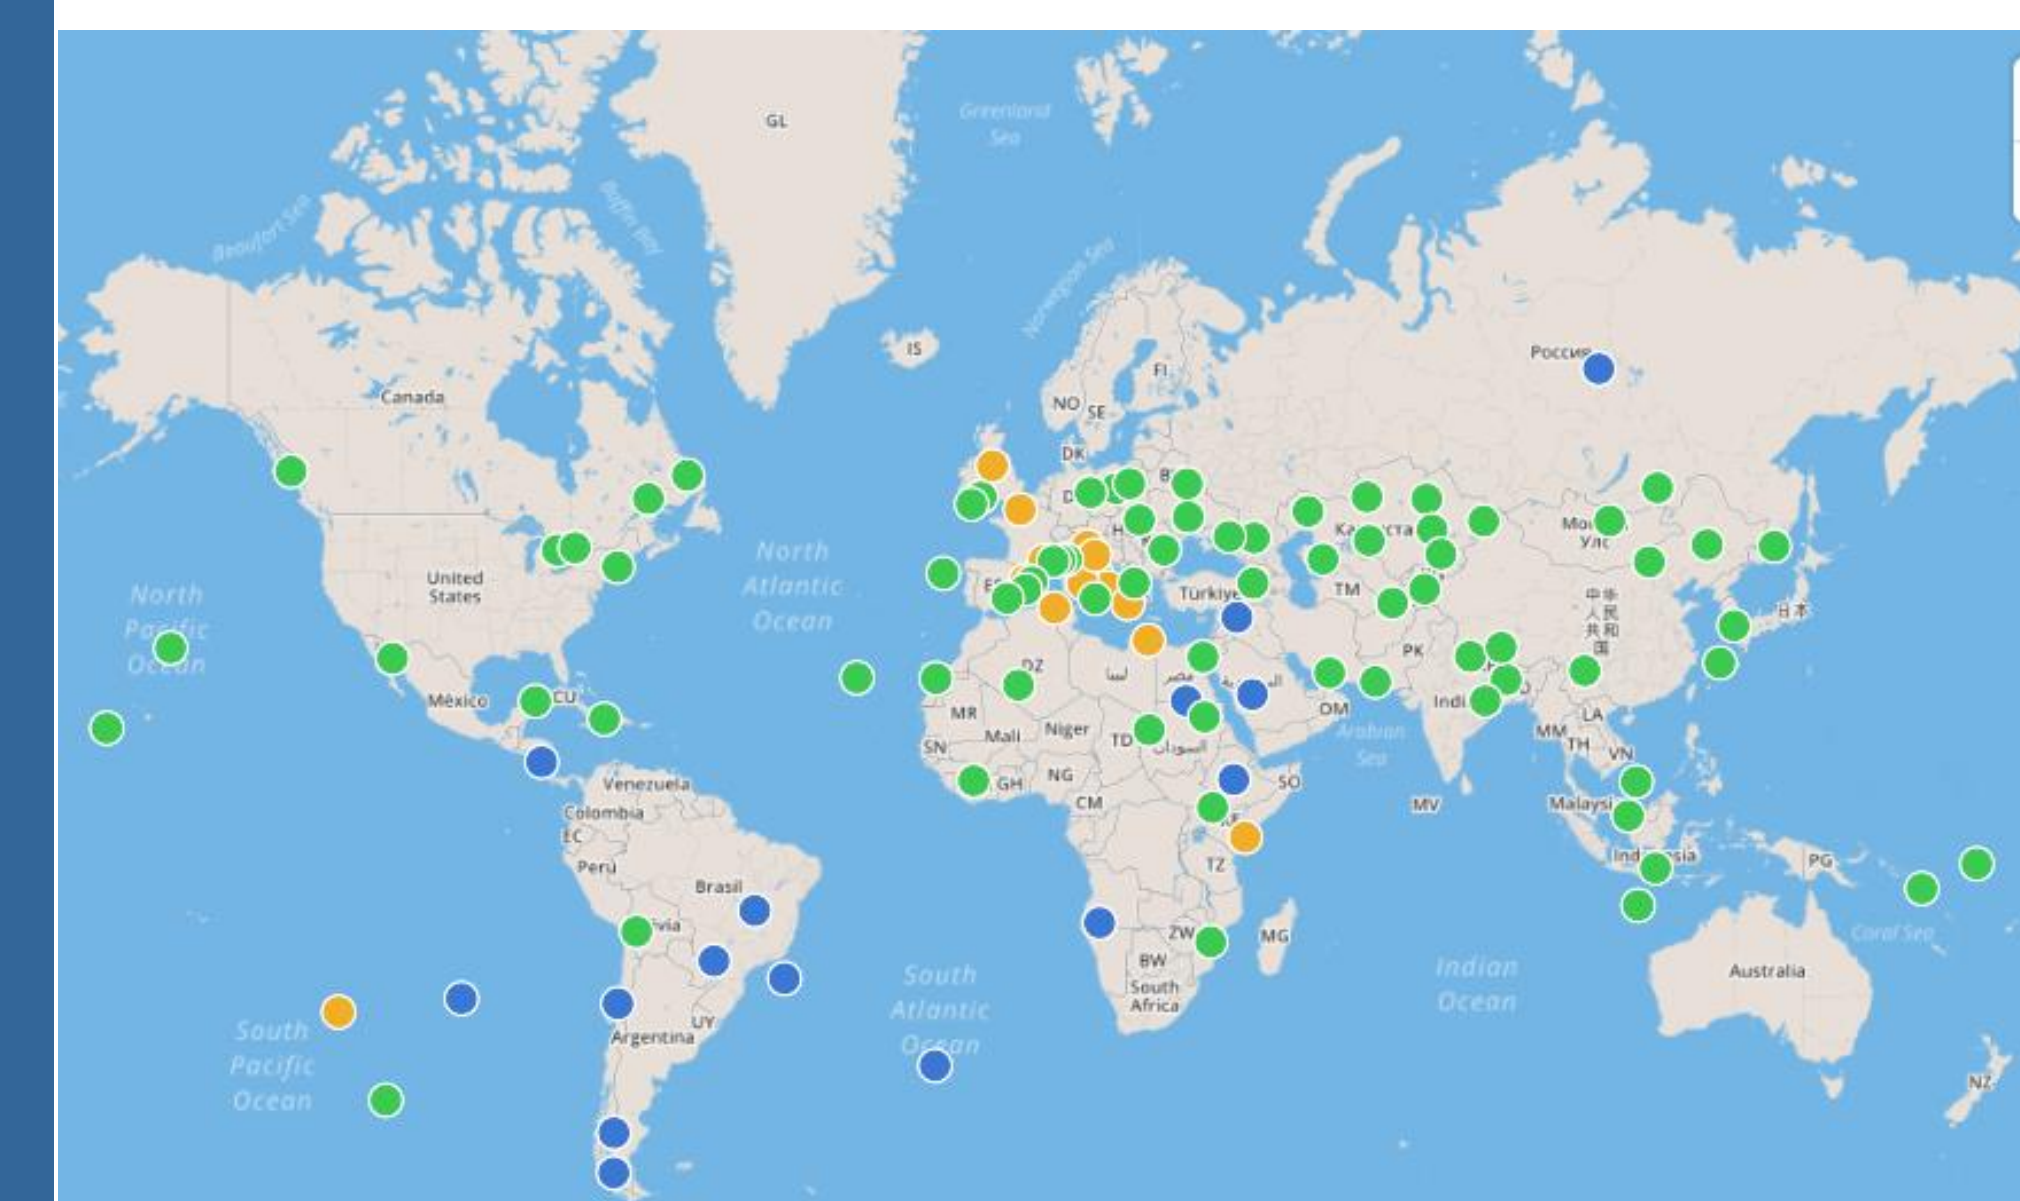 GL
Greenland
Sea
Beaufort Sea
Baffin Bay
Norwegian Sea
IS
Россия
FI
Canada
NO
SE
DK
United
States
North
Atlantic
Ocean
North
Pacific
Ocean
Türkiye
TM
中华
人民
共和
国
日本
PK
DZ
ليبيا
México
CU
OM
LA
MR
Mali
Niger
TD
السودان
Arabian
Sea
MM
TH
VN
SN
GH
NG
SO
Venezuela
CM
MV
Colombia
EC
Perú
TZ
PG
Brasil
ZW
MG
Coral Sea
BW
South
Africa
South
Atlantic
Ocean
Indian
Ocean
Australia
UY
Argentina
South
Pacific
Ocean
NZ